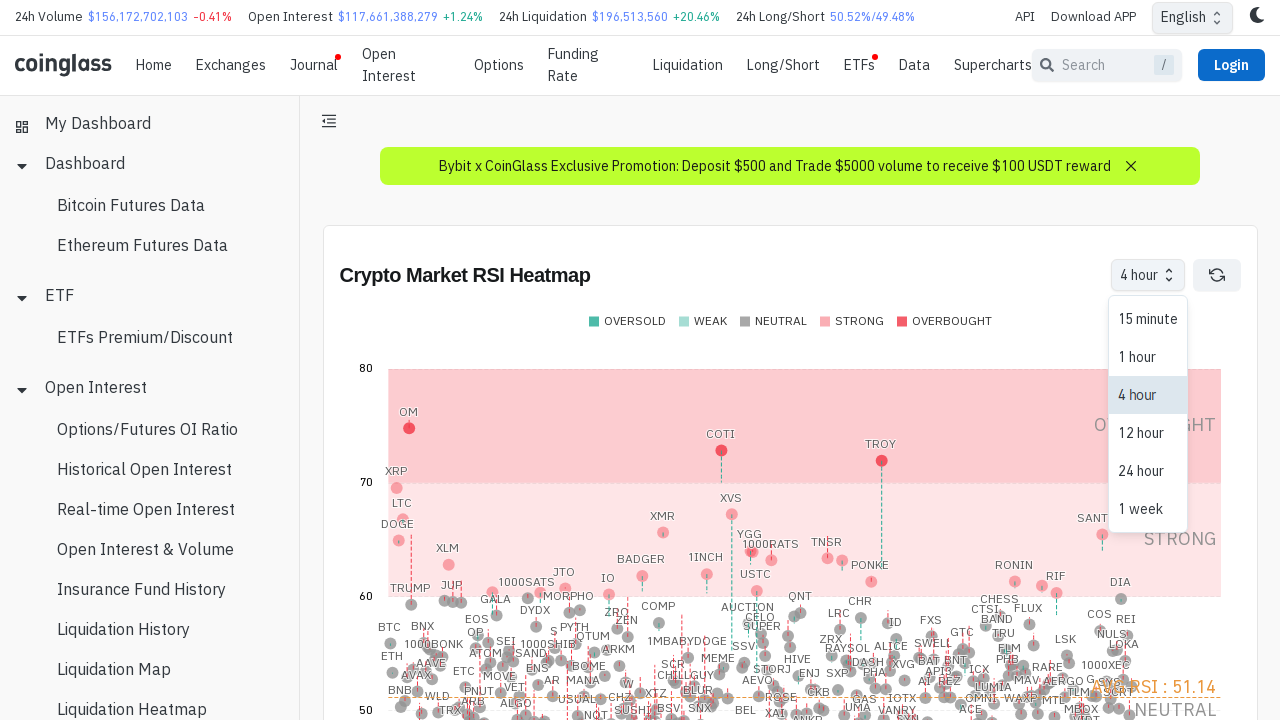 24h Volume $156,172,702,103 -0.41% Open Interest $117,661,388,279 +1.24% 24h Liquidation $196,513,560 +20.46% 24h Long/Short 50.52%/49.48% API Download APP English
coinglass Home Exchanges Journal Open Interest Options Funding Rate Liquidation Long/Short ETFs Data Supercharts Search / Login
My Dashboard
Dashboard
Bitcoin Futures Data
Ethereum Futures Data
ETF
ETFs Premium/Discount
Open Interest
Options/Futures OI Ratio
Historical Open Interest
Real-time Open Interest
Open Interest & Volume
Insurance Fund History
Liquidation History
Liquidation Map
Liquidation Heatmap
Bybit x CoinGlass Exclusive Promotion: Deposit $500 and Trade $5000 volume to receive $100 USDT reward
Crypto Market RSI Heatmap
4 hour
15 minute
1 hour
4 hour
12 hour
24 hour
1 week
OVERSOLD WEAK NEUTRAL STRONG OVERBOUGHT
80
OM
COTI
TROY
XRP
70
LTC
XVS
DOGE
XMR
YGG
1000RATS
TNSR
STRONG
XLM
BADGER
1INCH
PONKE
RONIN
RIF
JTO
IO
USTC
TRUMP
JUP
1000SATS
DIA
60
GALA
MORPHO
DYDX
COMP
AUCTION
QNT
CHR
CHESS
CTSI
FLUX
COS
REI
BTC
BNX
EOS
OP
ZRO
ZEN
CELO
SUPER
LRC
ID
FXS
BAND
TRU
GTC
NULS
LOKA
LSK
ETH
1000BONK
SEI
1000SHIB
PYTH
QTUM
1MBABYDOGE
SSV
ZRX
RAYSOL
ALICE
SWELL
AAVE
ATOM
SAND
ARKM
MEME
HIVE
DASH
XVG
BAT
BNT
PHB
RARE
1000XEC
AVAX
ETC
MOVE
ENS
BOME
CHILLGUY
STORJ
ENJ
SXP
PHA
API3
ICX
MAV
AERGO
BNB
WLD
PNUT
VET
AR
MANA
W
XTZ
BLUR
AEVO
ROSE
CKB
AI
LUMIA
TLM
AVG RSI : 51.14
TRX
ARB
ALGO
USUAL
CHZ
SUSHI
BSV
SNX
BEL
XAI
GAS
UMA
IOTX
VANRY
OMNI
ACE
WAXP
MTL
MBOX
50
NOT
NEUTRAL